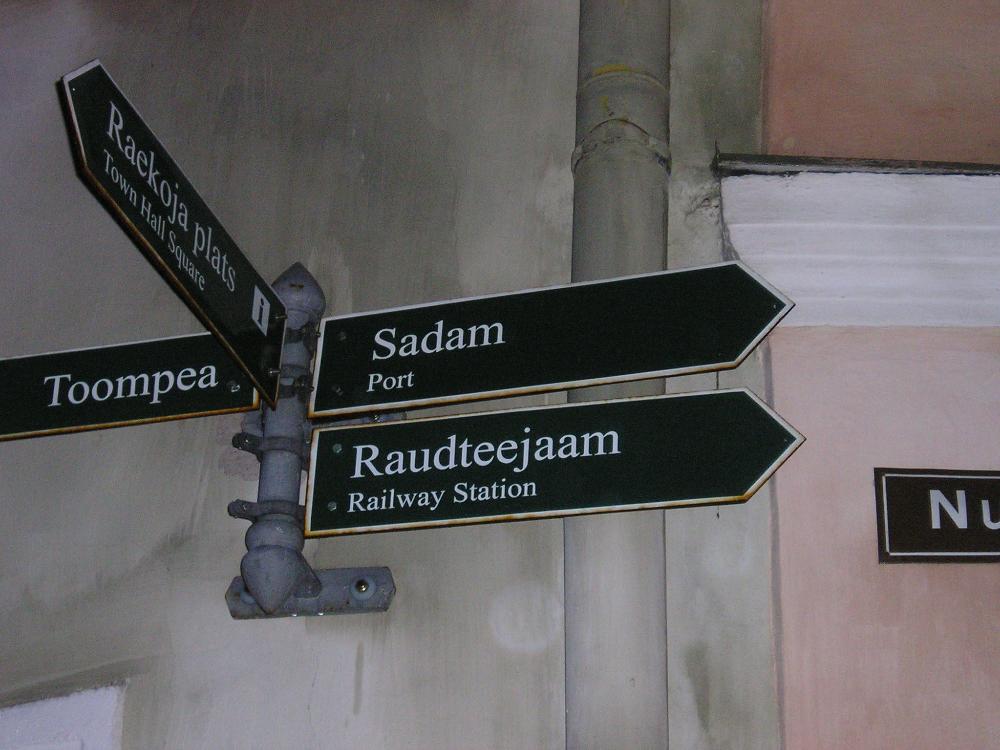 Raekoja plats
Town Hall Square
i
Toompea
Sadam
Port
Raudteejaam
Railway Station
Nu